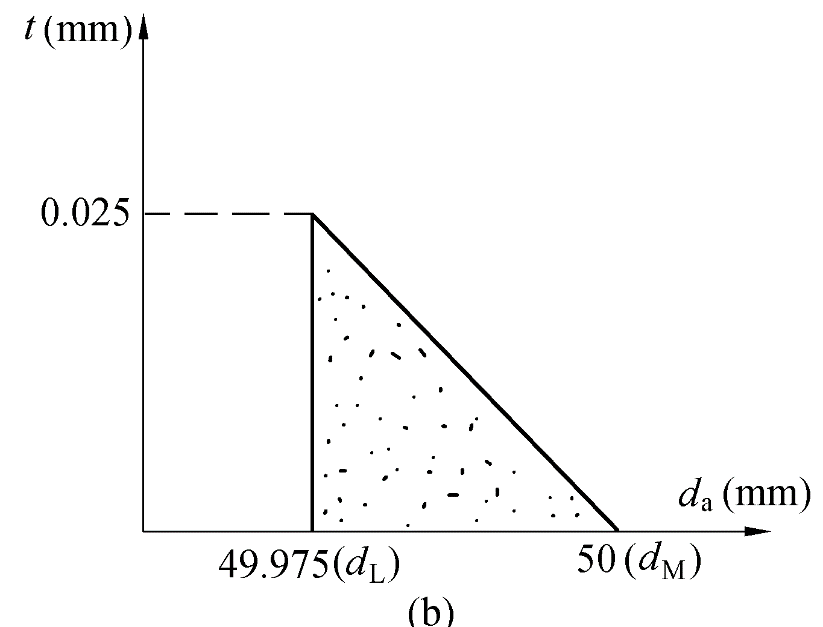 t (mm)
0.025
d_a (mm)
49.975(d_L)
50 (d_M)
(b)